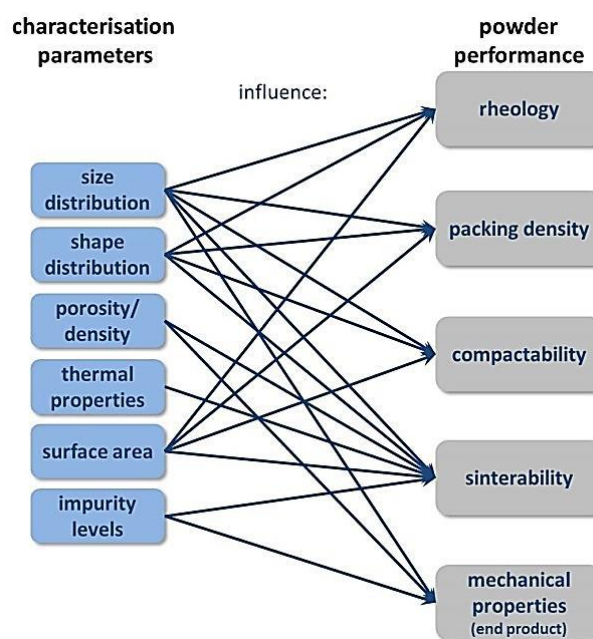 characterisation
parameters
powder
performance
influence:
rheology
size
distribution
packing density
shape
distribution
porosity/
density
compactability
thermal
properties
surface area
sinterability
impurity
levels
mechanical
properties
(end product)